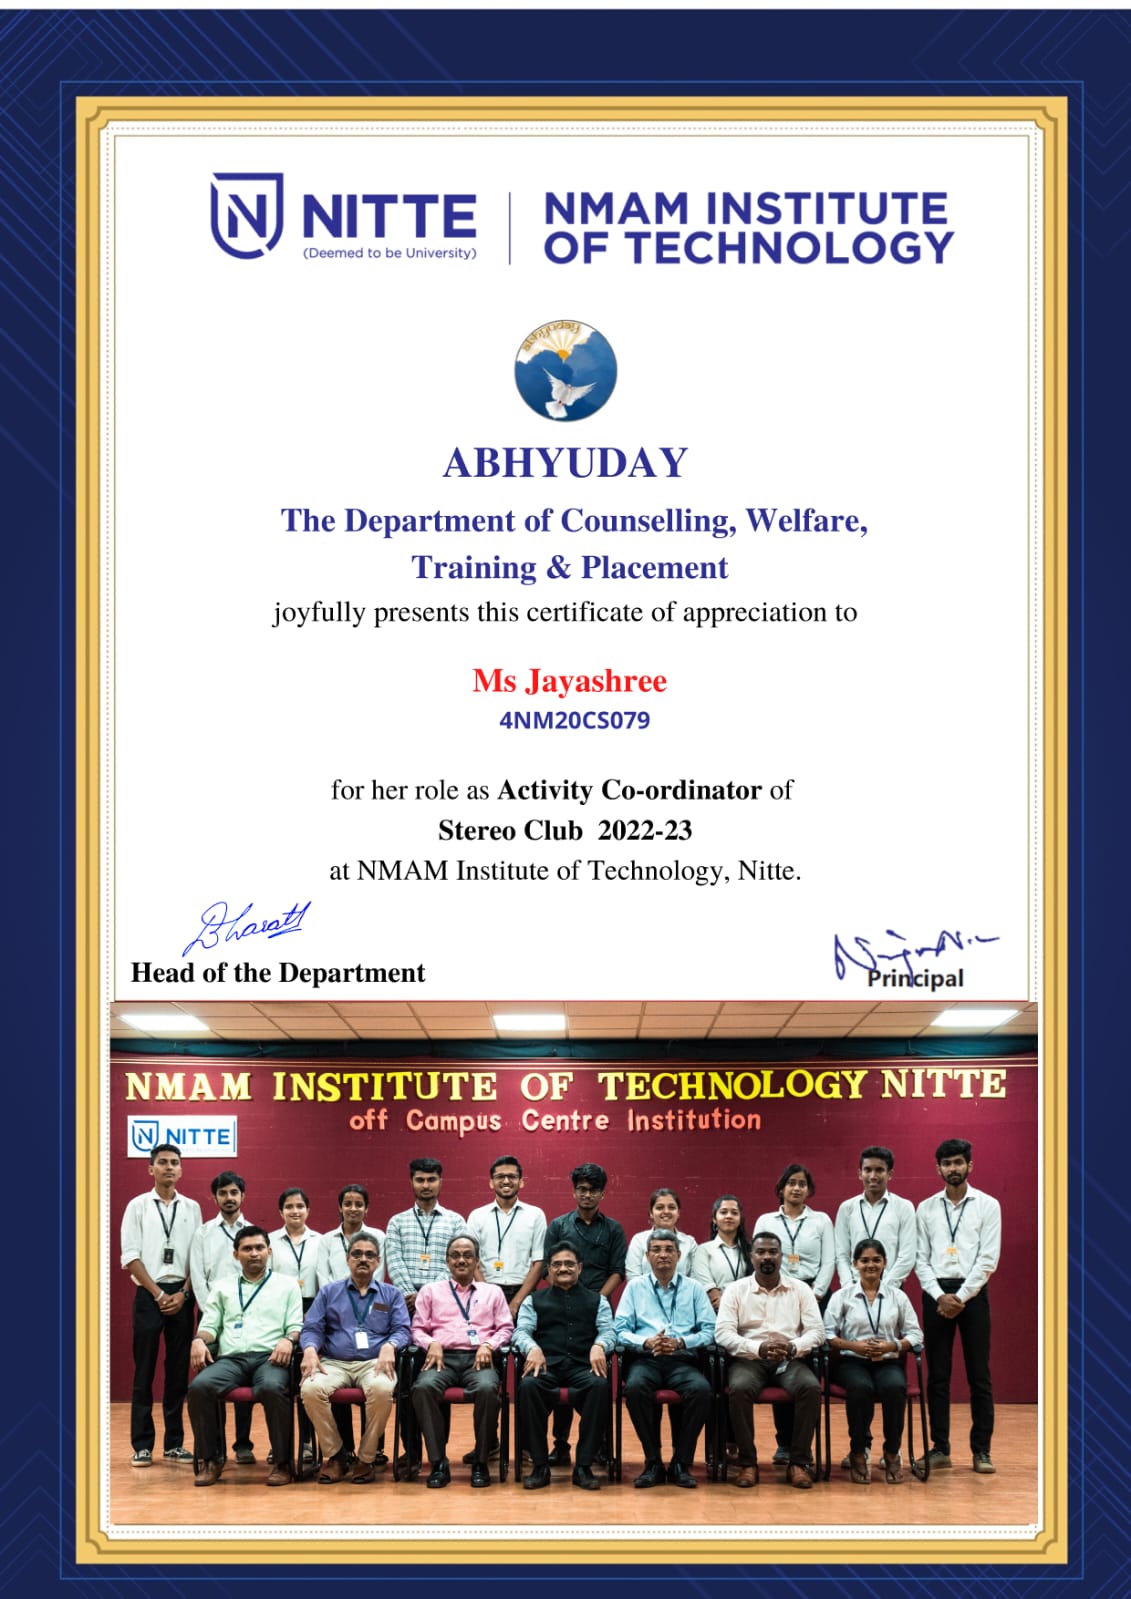 NITTE
(Deemed to be University)
NMAM INSTITUTE
OF TECHNOLOGY
abhyuday
ABHYUDAY
The Department of Counselling, Welfare,
Training & Placement
joyfully presents this certificate of appreciation to
Ms Jayashree
4NM20CS079
for her role as Activity Co-ordinator of
Stereo Club 2022-23
at NMAM Institute of Technology, Nitte.
Bharath
Head of the Department
Principal
NMAM INSTITUTE OF TECHNOLOGY NITTE
off Campus Centre Institution
NITTE